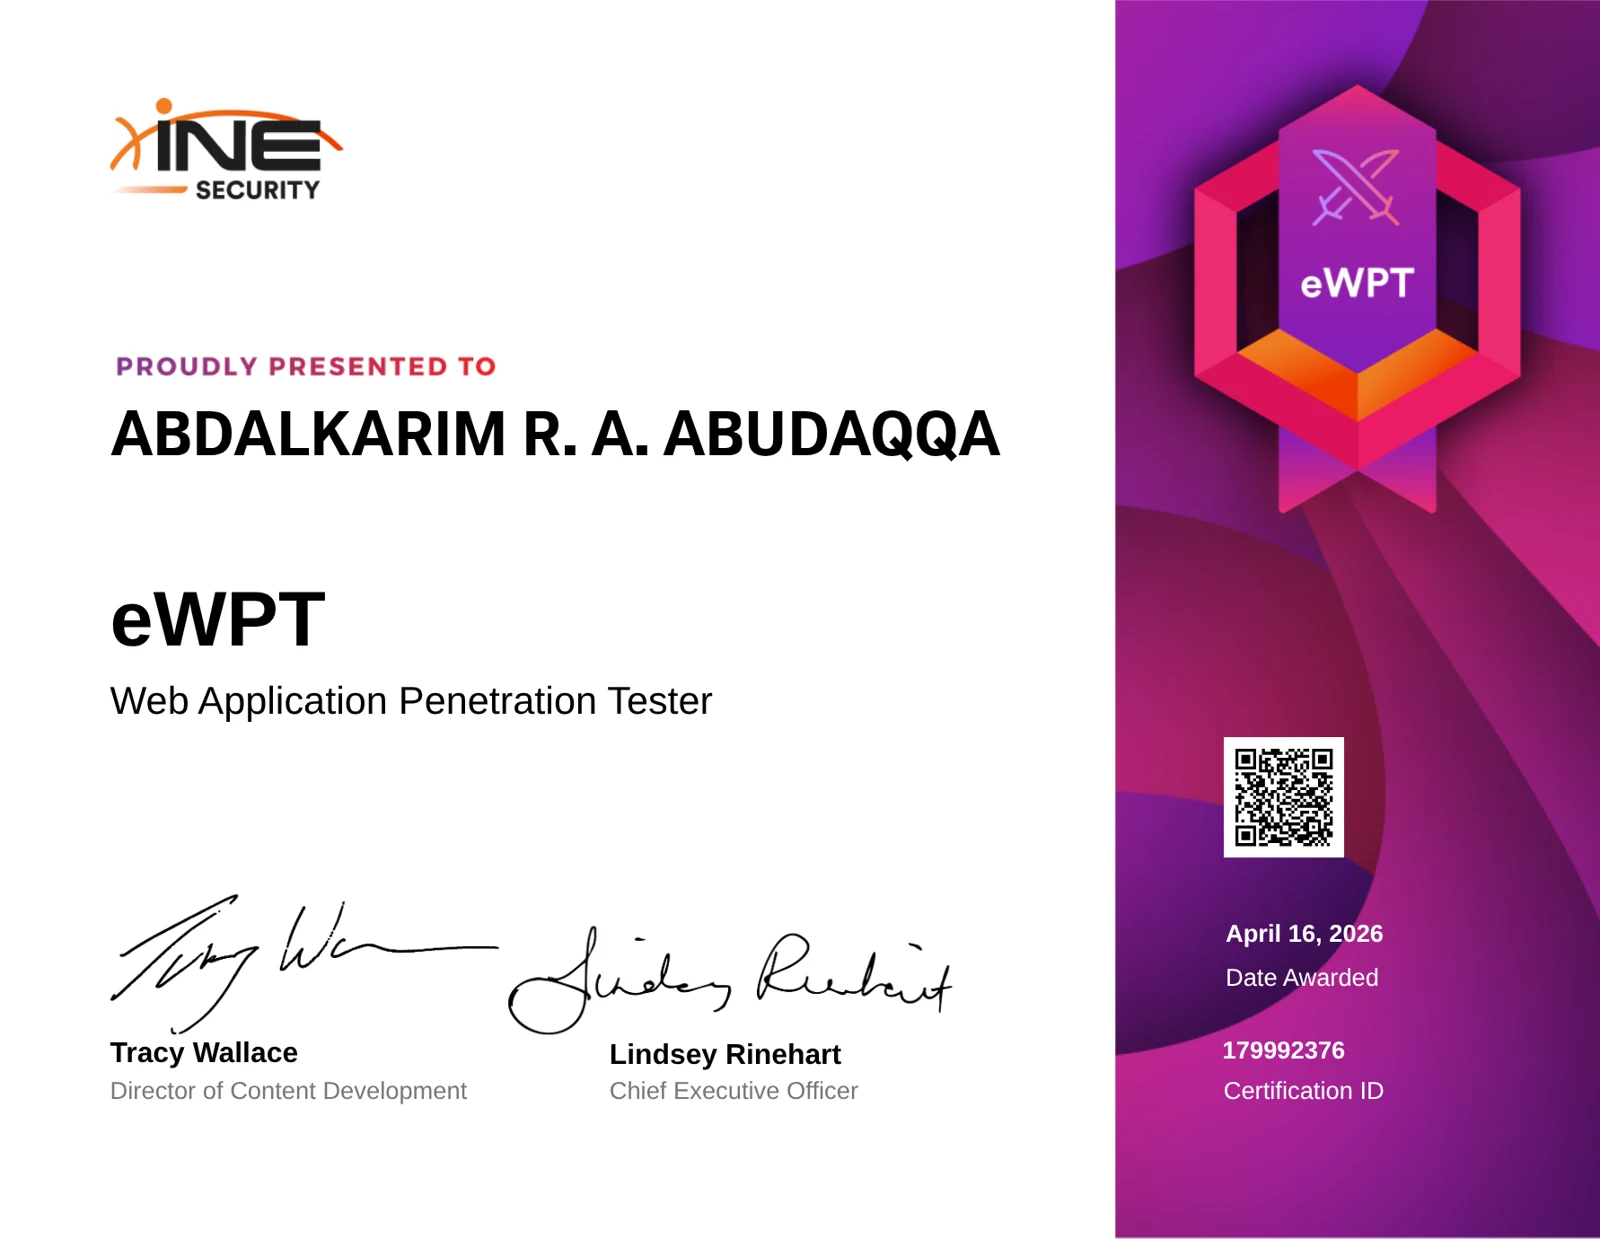 iNE
SECURITY
PROUDLY PRESENTED TO
ABDALKARIM R. A. ABUDAQQA
eWPT
Web Application Penetration Tester
Tracy Wallace
Director of Content Development
Lindsey Rinehart
Chief Executive Officer
eWPT
April 16, 2026
Date Awarded
179992376
Certification ID